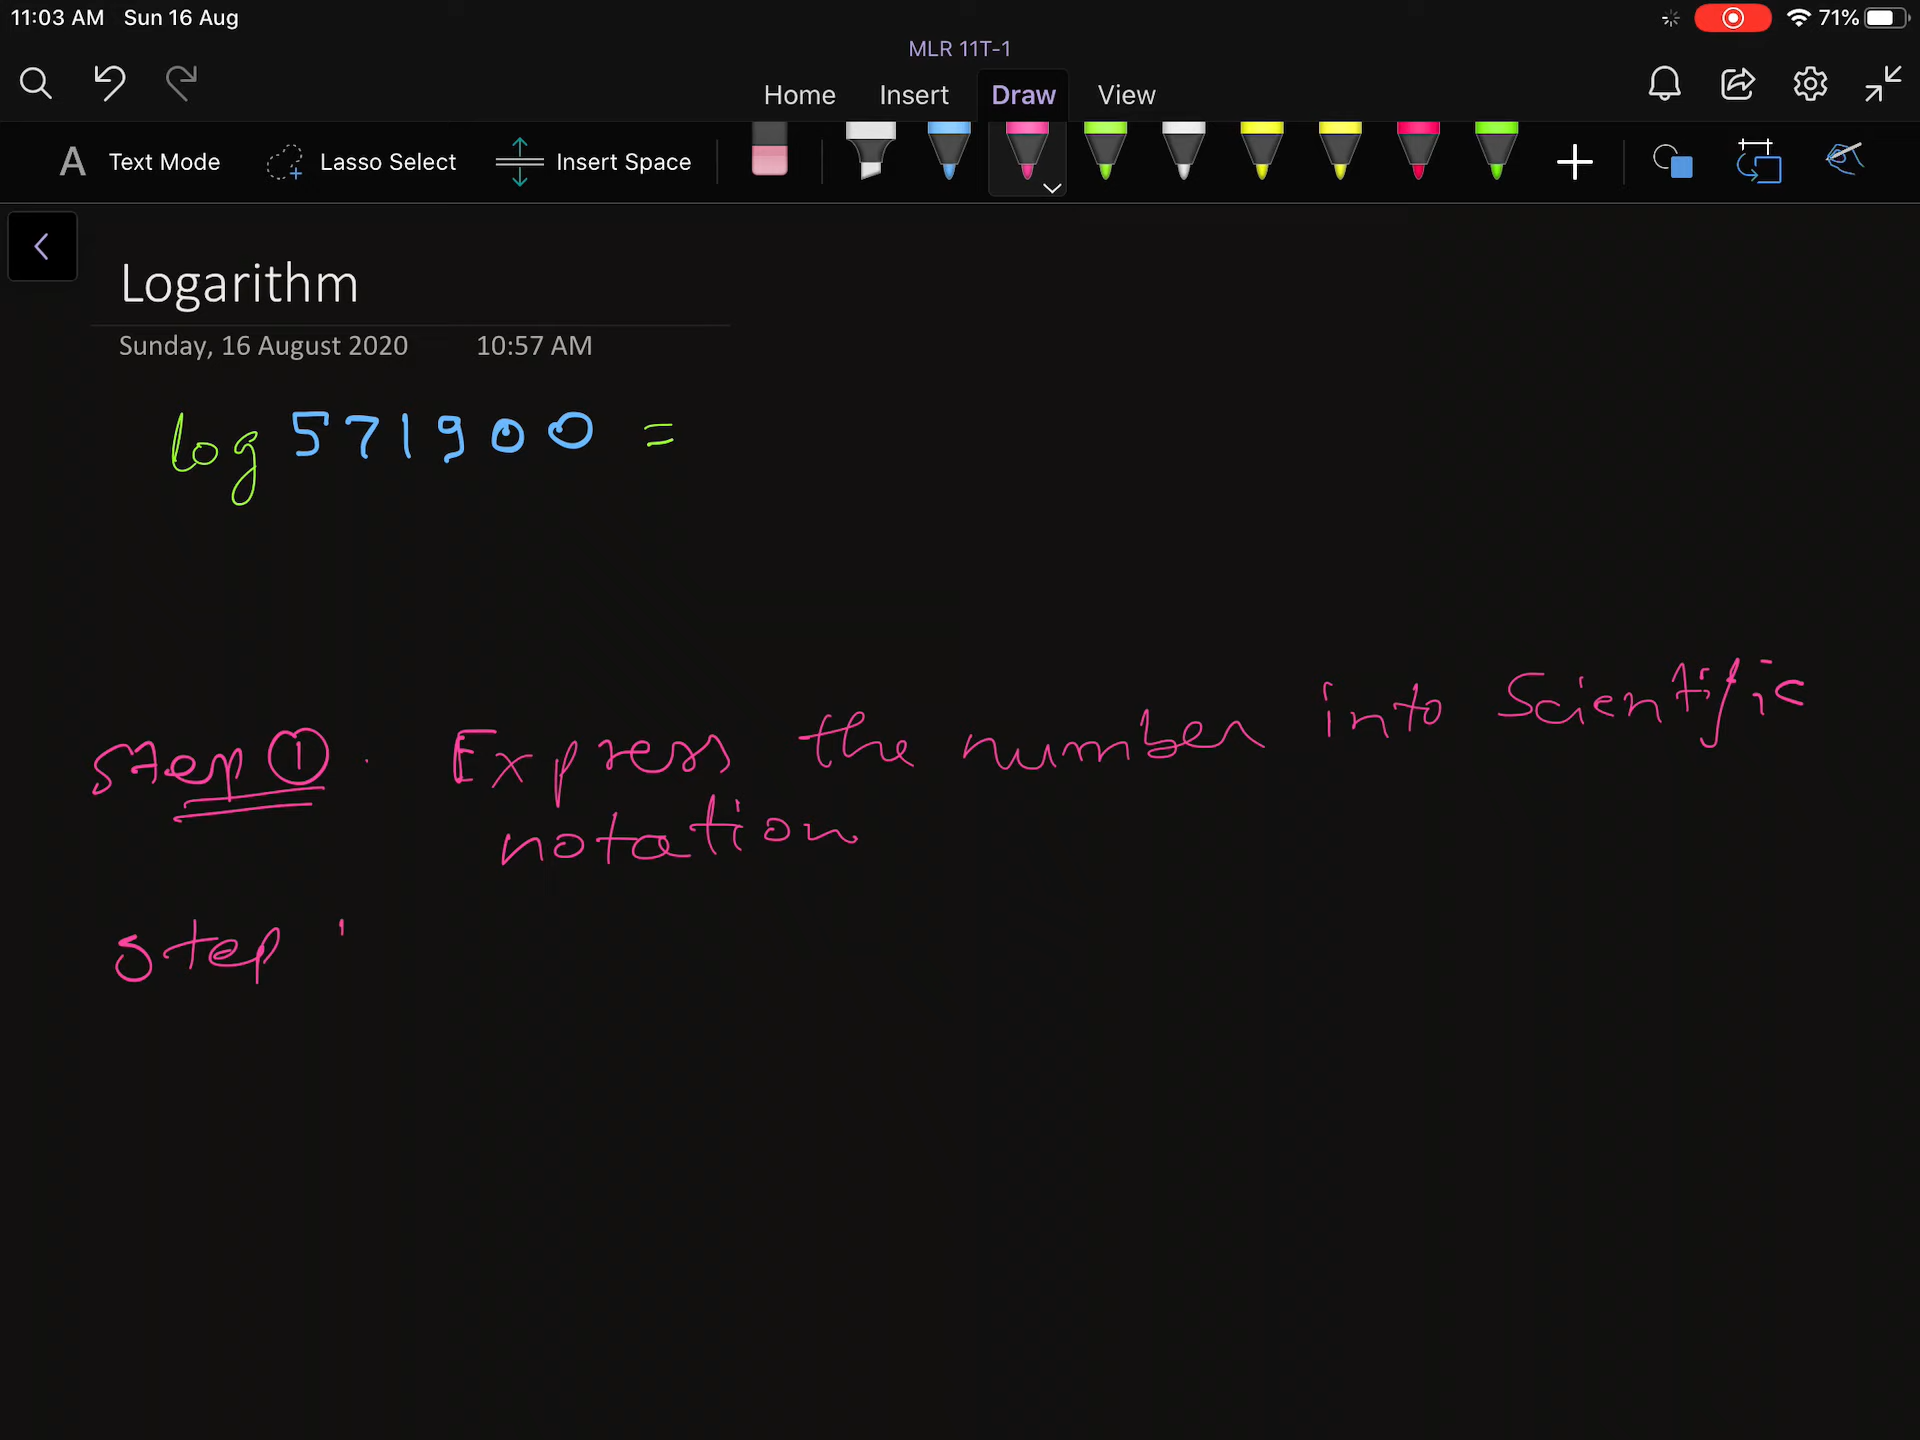 11:03 AM Sun 16 Aug 71%
MLR 11T-1
Home Insert Draw View
A Text Mode Lasso Select Insert Space
Logarithm
Sunday, 16 August 2020 10:57 AM
log 571900 =
step ① . Express the number into Scientific
notation
step